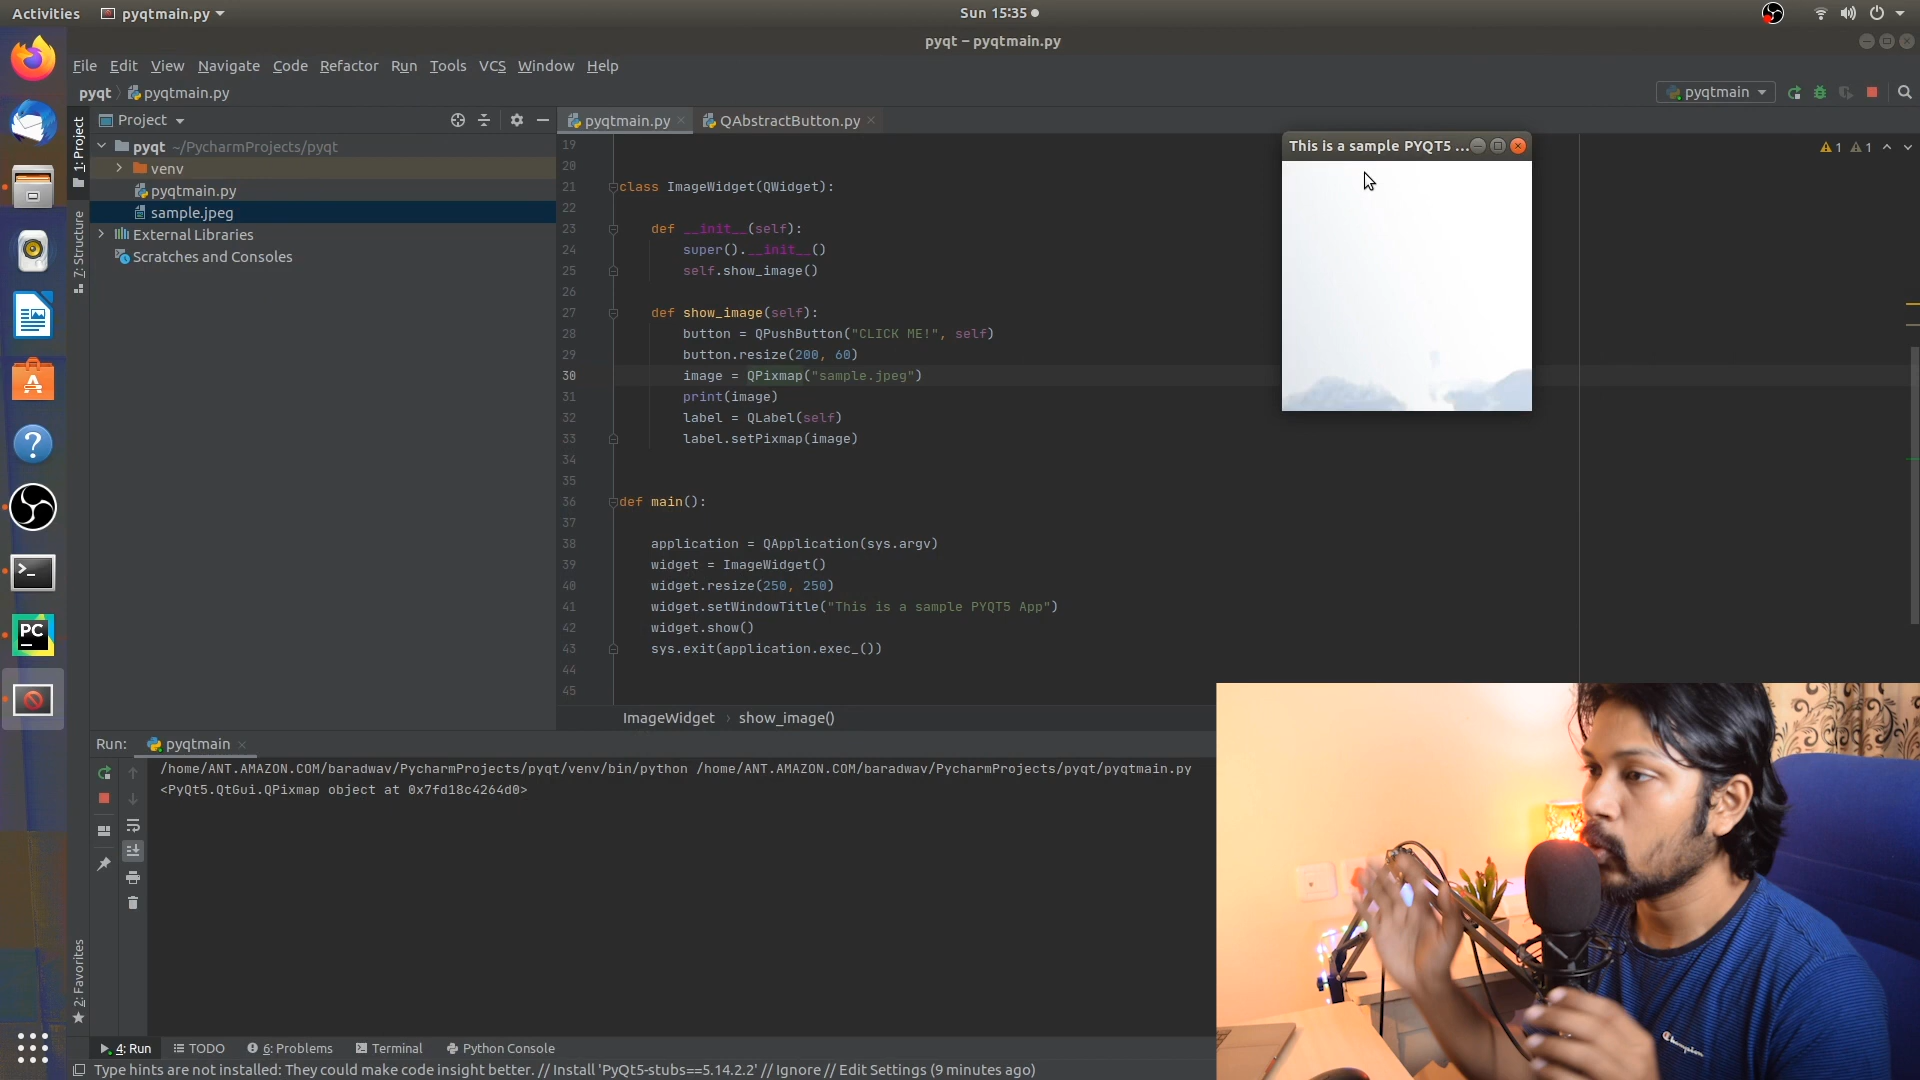 Activities
pyqtmain.py
Sun 15:35
pyqt – pyqtmain.py
File Edit View Navigate Code Refactor Run Tools VCS Window Help
pyqt
pyqtmain.py
pyqtmain
1: Project
Project
pyqtmain.py
QAbstractButton.py
pyqt ~/PycharmProjects/pyqt
venv
pyqtmain.py
sample.jpeg
External Libraries
Scratches and Consoles
7: Structure
19
20
21 class ImageWidget(QWidget):
22
23 def __init__(self):
24 super().__init__()
25 self.show_image()
26
27 def show_image(self):
28 button = QPushButton("CLICK ME!", self)
29 button.resize(200, 60)
30 image = QPixmap("sample.jpeg")
31 print(image)
32 label = QLabel(self)
33 label.setPixmap(image)
34
35
36 def main():
37
38 application = QApplication(sys.argv)
39 widget = ImageWidget()
40 widget.resize(250, 250)
41 widget.setWindowTitle("This is a sample PYQT5 App")
42 widget.show()
43 sys.exit(application.exec_())
44
45
1 1
This is a sample PYQT5 ...
ImageWidget
show_image()
Run:
pyqtmain
/home/ANT.AMAZON.COM/baradwav/PycharmProjects/pyqt/venv/bin/python /home/ANT.AMAZON.COM/baradwav/PycharmProjects/pyqt/pyqtmain.py
<PyQt5.QtGui.QPixmap object at 0x7fd18c4264d0>
2: Favorites
4: Run
TODO
6: Problems
Terminal
Python Console
Type hints are not installed: They could make code insight better. // Install 'PyQt5-stubs==5.14.2.2' // Ignore // Edit Settings (9 minutes ago)
PC
Champion